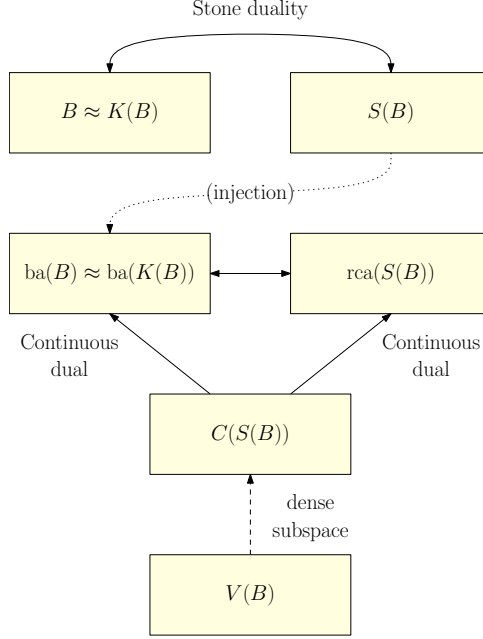 Stone duality
B ≈ K(B)
S(B)
(injection)
ba(B) ≈ ba(K(B))
rca(S(B))
Continuous
dual
Continuous
dual
C(S(B))
dense
subspace
V(B)